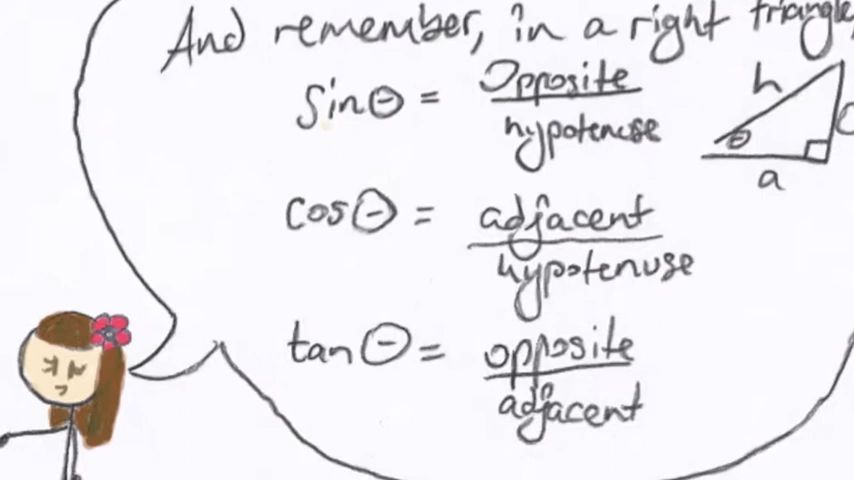 And remember, in a right triangle,
sinθ = Opposite
hypotenuse
h
θ
a
cosθ = adjacent
hypotenuse
tanθ = opposite
adjacent